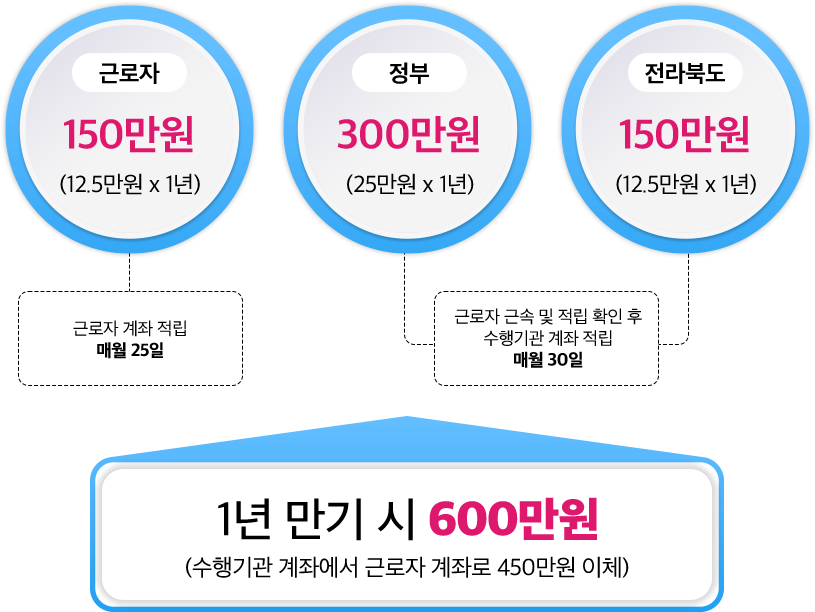 근로자
150만원
(12.5만원 x 1년)
정부
300만원
(25만원 x 1년)
전라북도
150만원
(12.5만원 x 1년)
근로자 계좌 적립
매월 25일
근로자 근속 및 적립 확인 후
수행기관 계좌 적립
매월 30일
1년 만기 시 600만원
(수행기관 계좌에서 근로자 계좌로 450만원 이체)